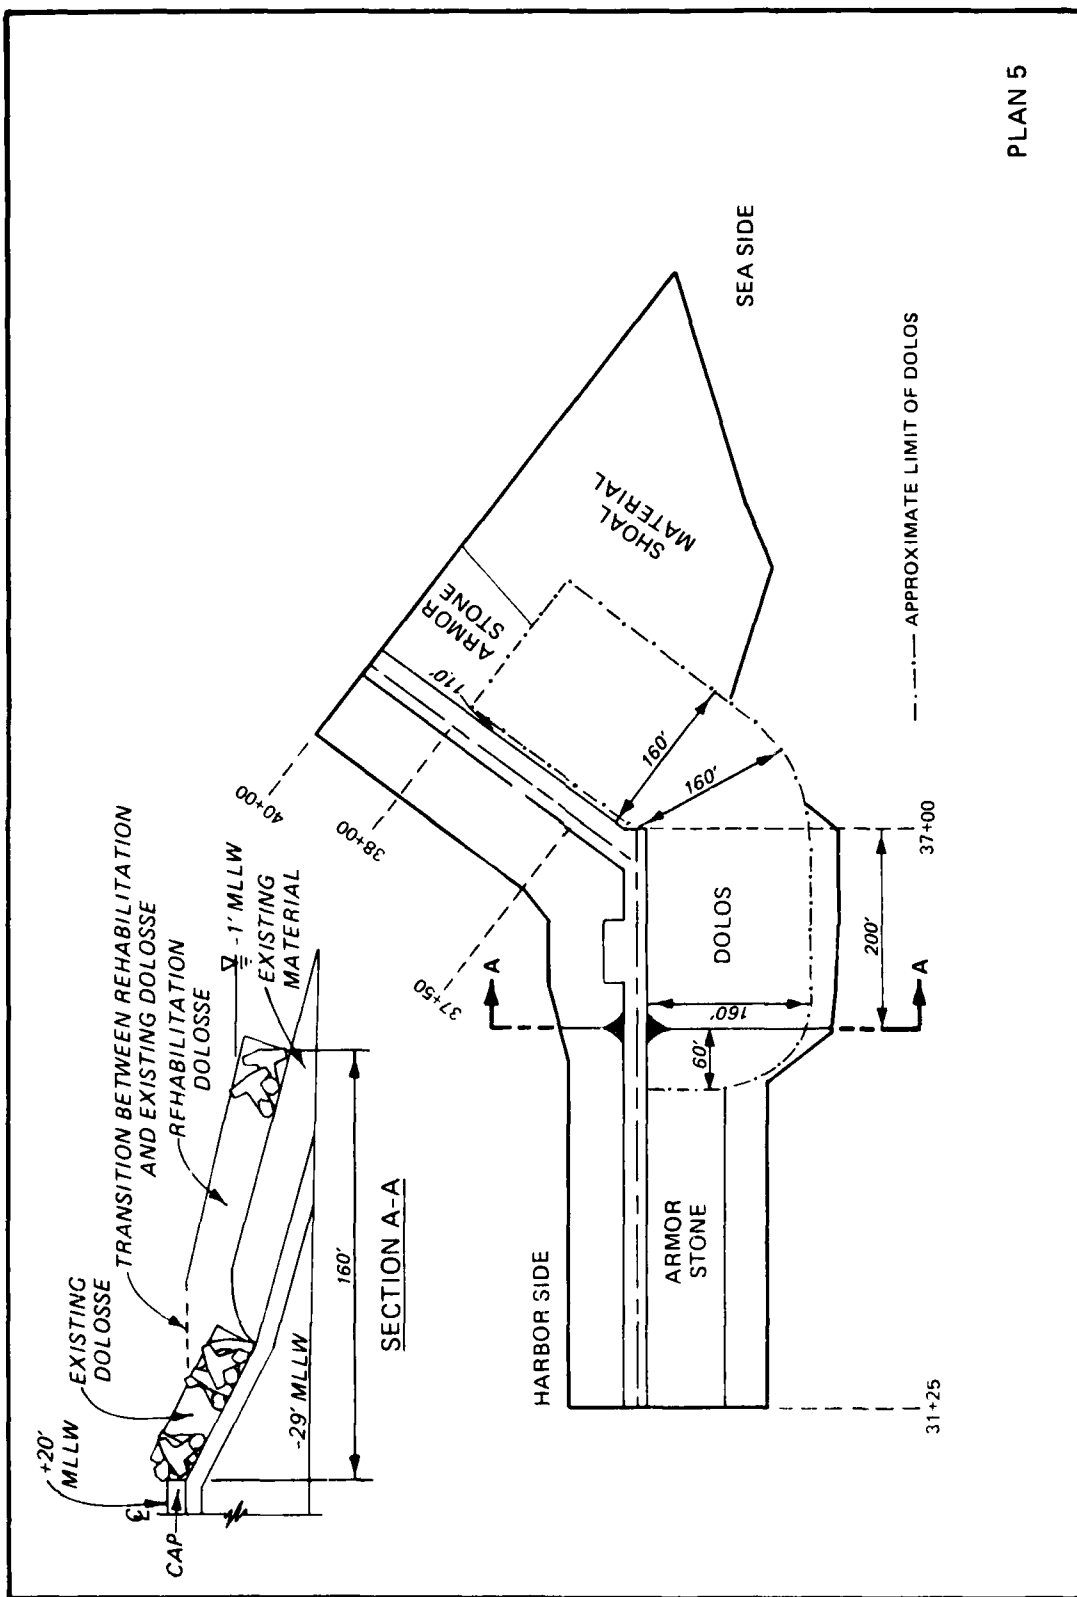 TRANSITION BETWEEN REHABILITATION
AND EXISTING DOLOSSE
REHABILITATION
DOLOSSE
EXISTING
DOLOSSE
+20'
MLLW
CAP
-1' MLLW
EXISTING
MATERIAL
-29' MLLW
160'
SECTION A-A
40+00
38+00
37+50
110'
ARMOR
STONE
SHOAL
MATERIAL
SEA SIDE
160'
160'
HARBOR SIDE
A
A
ARMOR
STONE
DOLOS
60'
160'
200'
31+25
37+00
APPROXIMATE LIMIT OF DOLOS
PLAN 5